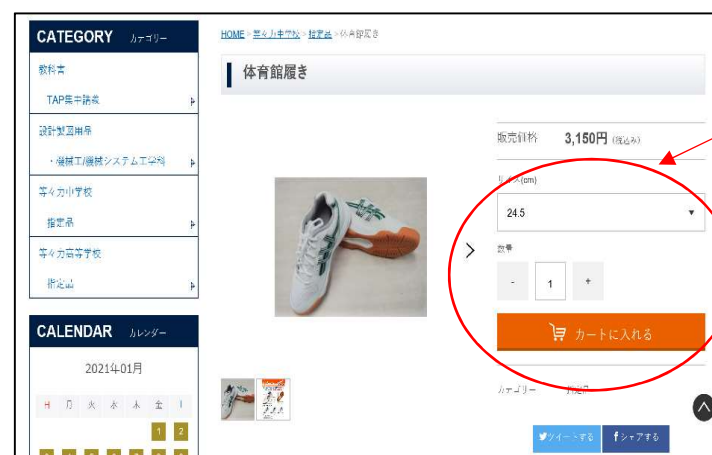 CATEGORY カテゴリー
教科書
TAP集中講義
設計製図用品
・機械工/機械システム工学科
等々力中学校
指定品
等々力高等学校
指定品
CALENDAR カレンダー
2021年01月
月 火 水 木 金
1 2
HOME > 等々力中学校 > 指定品 > 体育館履き
体育館履き
販売価格 3,150円 (税込み)
サイズ(cm)
24.5
数量
- 1 +
カートに入れる
カテゴリー 指定品
ツイートする シェアする